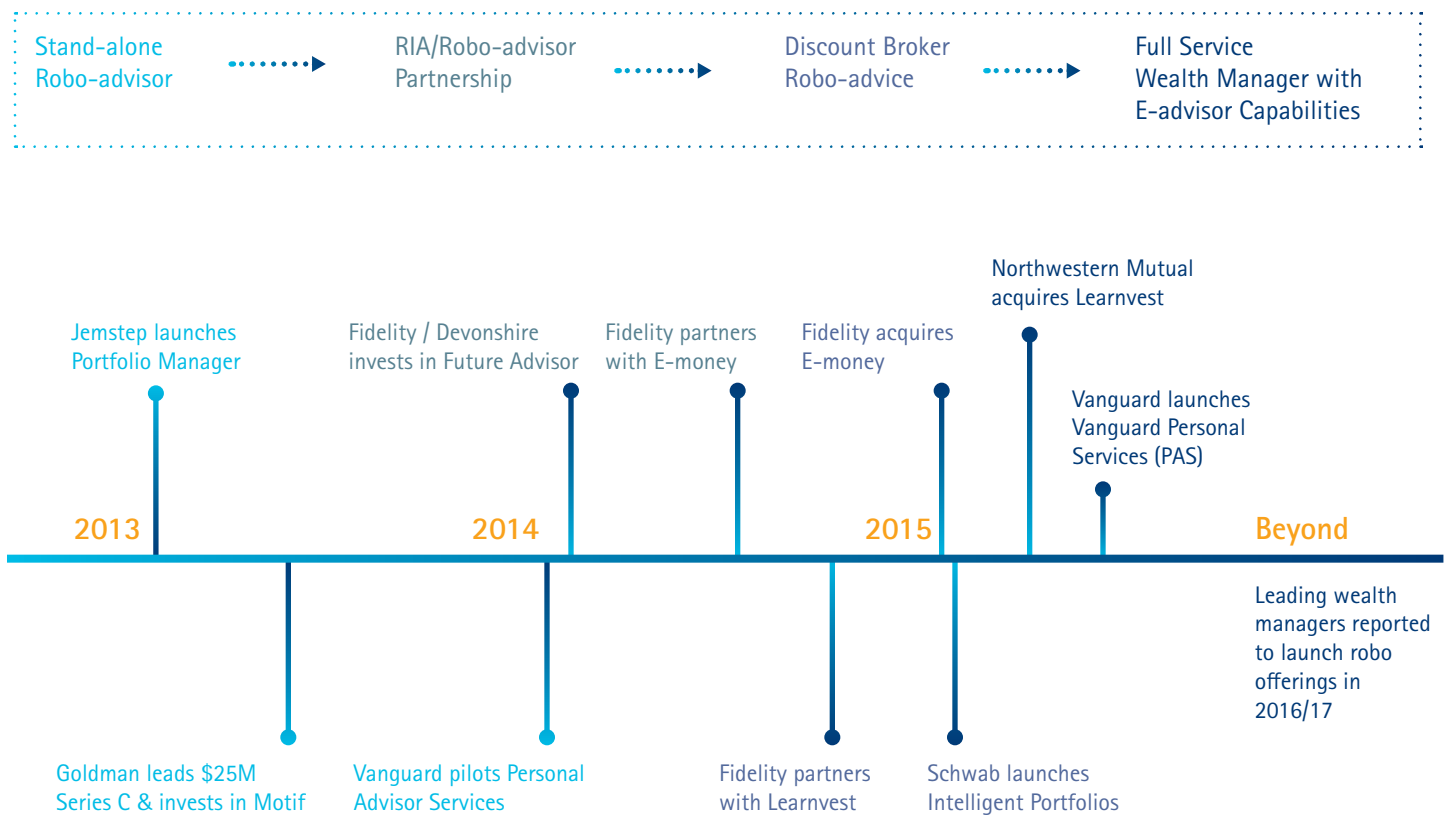 Stand-alone
Robo-advisor
RIA/Robo-advisor
Partnership
Discount Broker
Robo-advice
Full Service
Wealth Manager with
E-advisor Capabilities
Northwestern Mutual
acquires Learnvest
Jemstep launches
Portfolio Manager
Fidelity / Devonshire
invests in Future Advisor
Fidelity partners
with E-money
Fidelity acquires
E-money
Vanguard launches
Vanguard Personal
Services (PAS)
2013
2014
2015
Beyond
Leading wealth
managers reported
to launch robo
offerings in
2016/17
Goldman leads $25M
Series C & invests in Motif
Vanguard pilots Personal
Advisor Services
Fidelity partners
with Learnvest
Schwab launches
Intelligent Portfolios